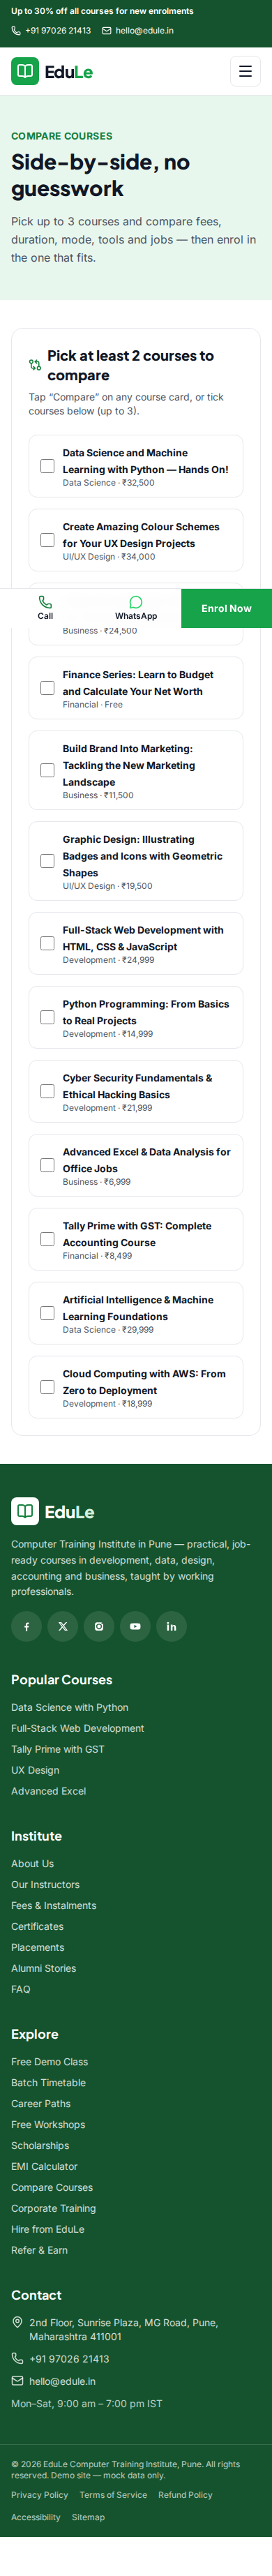 Up to 30% off all courses for new enrolments
+91 97026 21413 hello@edule.in
EduLe
COMPARE COURSES
Side-by-side, no
guesswork
Pick up to 3 courses and compare fees,
duration, mode, tools and jobs — then enrol in
the one that fits.
Pick at least 2 courses to
compare
Tap “Compare” on any course card, or tick
courses below (up to 3).
Data Science and Machine
Learning with Python — Hands On!
Data Science · ₹32,500
Create Amazing Colour Schemes
for Your UX Design Projects
UI/UX Design · ₹34,000
Call WhatsApp Enrol Now
Business · ₹24,500
Finance Series: Learn to Budget
and Calculate Your Net Worth
Financial · Free
Build Brand Into Marketing:
Tackling the New Marketing
Landscape
Business · ₹11,500
Graphic Design: Illustrating
Badges and Icons with Geometric
Shapes
UI/UX Design · ₹19,500
Full-Stack Web Development with
HTML, CSS & JavaScript
Development · ₹24,999
Python Programming: From Basics
to Real Projects
Development · ₹14,999
Cyber Security Fundamentals &
Ethical Hacking Basics
Development · ₹21,999
Advanced Excel & Data Analysis for
Office Jobs
Business · ₹6,999
Tally Prime with GST: Complete
Accounting Course
Financial · ₹8,499
Artificial Intelligence & Machine
Learning Foundations
Data Science · ₹29,999
Cloud Computing with AWS: From
Zero to Deployment
Development · ₹18,999
EduLe
Computer Training Institute in Pune — practical, job-
ready courses in development, data, design,
accounting and business, taught by working
professionals.
Popular Courses
Data Science with Python
Full-Stack Web Development
Tally Prime with GST
UX Design
Advanced Excel
Institute
About Us
Our Instructors
Fees & Instalments
Certificates
Placements
Alumni Stories
FAQ
Explore
Free Demo Class
Batch Timetable
Career Paths
Free Workshops
Scholarships
EMI Calculator
Compare Courses
Corporate Training
Hire from EduLe
Refer & Earn
Contact
2nd Floor, Sunrise Plaza, MG Road, Pune,
Maharashtra 411001
+91 97026 21413
hello@edule.in
Mon–Sat, 9:00 am – 7:00 pm IST
© 2026 EduLe Computer Training Institute, Pune. All rights
reserved. Demo site — mock data only.
Privacy Policy Terms of Service Refund Policy
Accessibility Sitemap